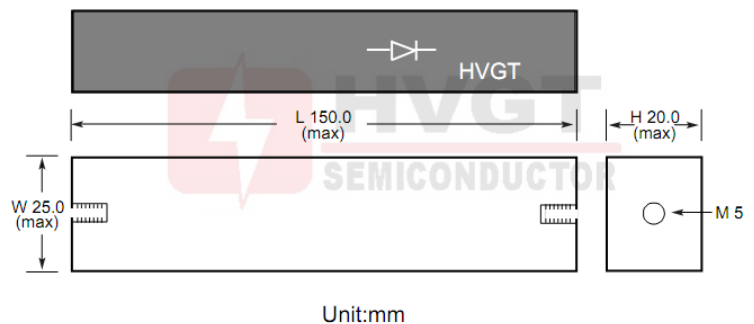 HVGT
HVGT
SEMICONDUCTOR
L 150.0
(max)
H 20.0
(max)
W 25.0
(max)
M 5
Unit:mm